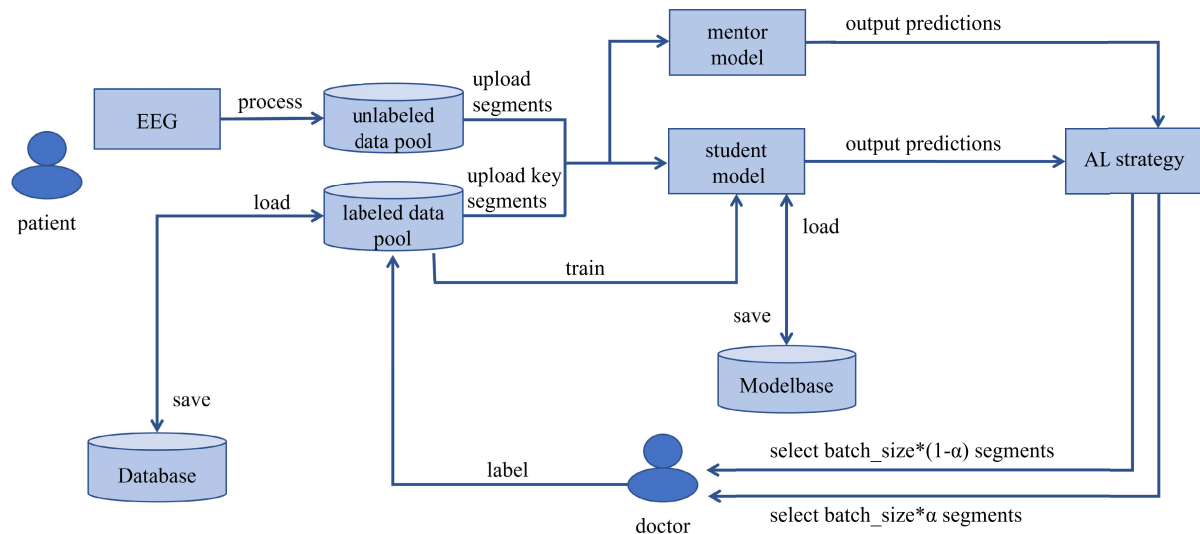 mentor
model
output predictions
upload
segments
process
EEG
unlabeled
data pool
student
model
output predictions
AL strategy
upload key
segments
patient
load
labeled data
pool
load
train
save
Modelbase
save
Database
label
select batch_size*(1-α) segments
doctor
select batch_size*α segments